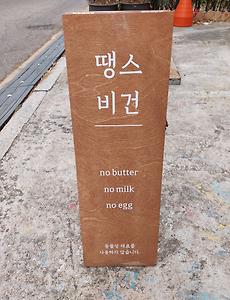 땡스
비건
no butter
no milk
no egg
동물성 재료를
사용하지 않습니다.